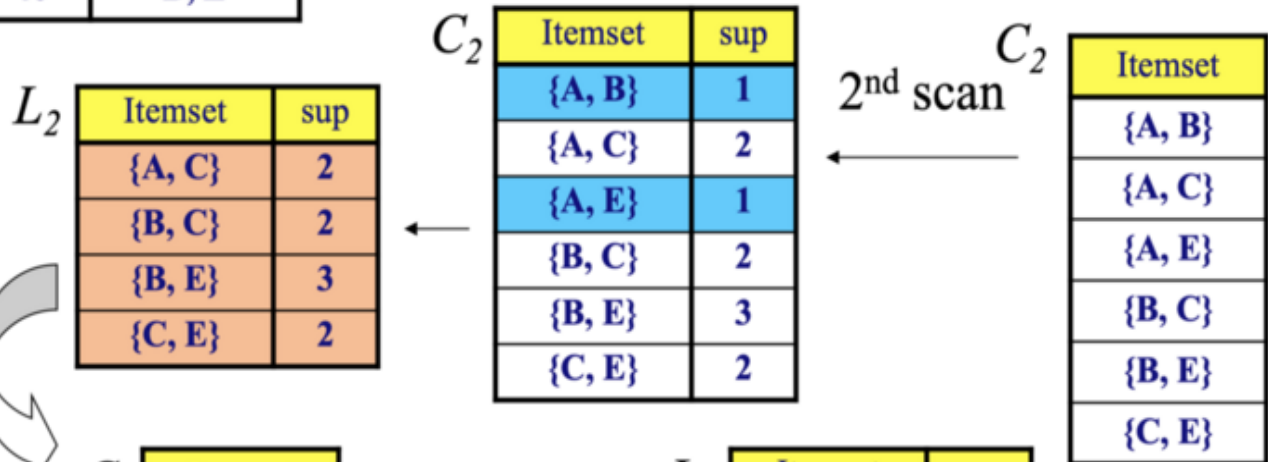 C2
Itemset sup
{A, B} 1
{A, C} 2
{A, E} 1
{B, C} 2
{B, E} 3
{C, E} 2
2nd scan
C2
Itemset
{A, B}
{A, C}
{A, E}
{B, C}
{B, E}
{C, E}
L2
Itemset sup
{A, C} 2
{B, C} 2
{B, E} 3
{C, E} 2